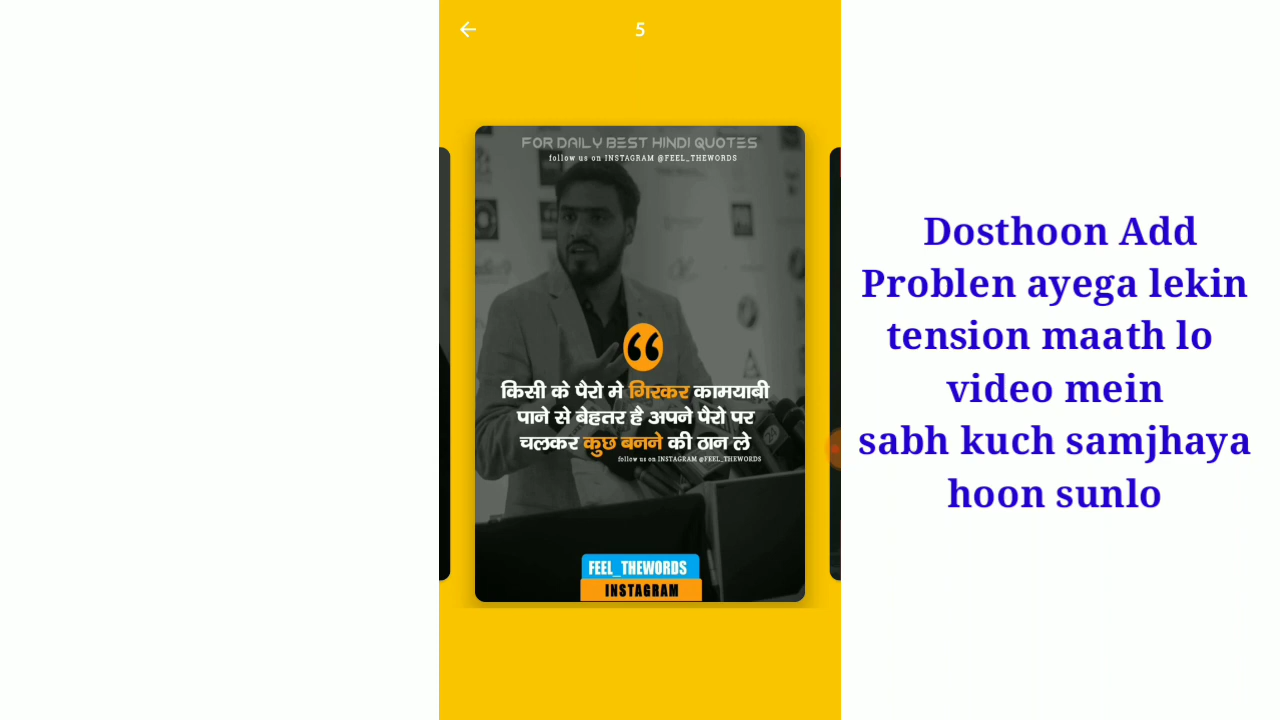 5
FOR DAILY BEST HINDI QUOTES
follow us on INSTAGRAM @FEEL_THEWORDS
किसी के पैरो मे गिरकर कामयाबी
पाने से बेहतर है अपने पैरो पर
चलकर कुछ बनने की ठान ले
follow us on INSTAGRAM @FEEL_THEWORDS
FEEL_THEWORDS
INSTAGRAM
Dosthoon Add
Problen ayega lekin
tension maath lo
video mein
sabh kuch samjhaya
hoon sunlo